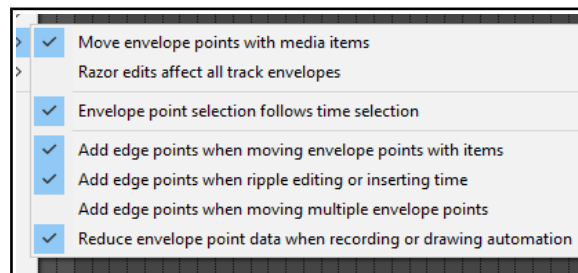 Move envelope points with media items
Razor edits affect all track envelopes
Envelope point selection follows time selection
Add edge points when moving envelope points with items
Add edge points when ripple editing or inserting time
Add edge points when moving multiple envelope points
Reduce envelope point data when recording or drawing automation